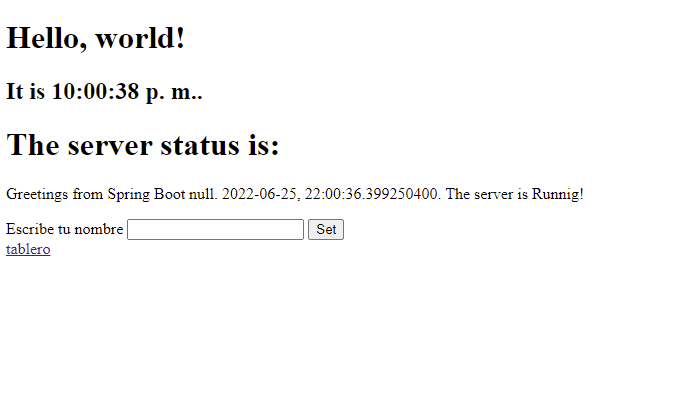 Hello, world!
It is 10:00:38 p. m..
The server status is:
Greetings from Spring Boot null. 2022-06-25, 22:00:36.399250400. The server is Runnig!
Escribe tu nombre Set
tablero